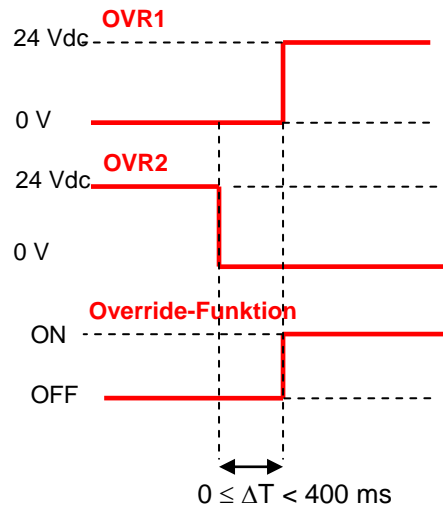 OVR1
24 Vdc
0 V
OVR2
24 Vdc
0 V
Override-Funktion
ON
OFF
0 ≤ ΔT < 400 ms